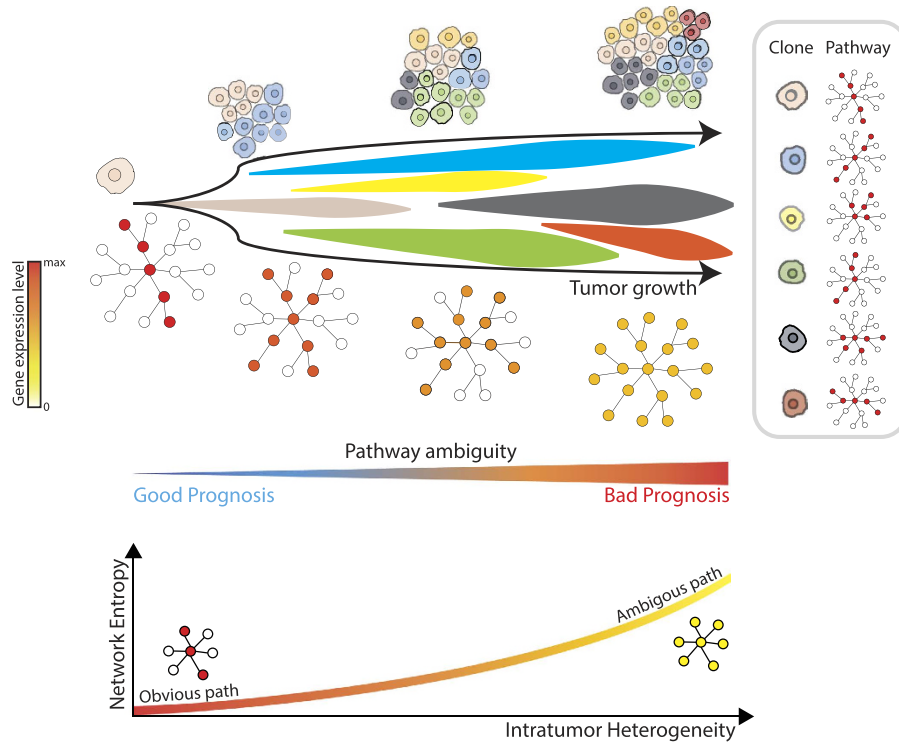 Clone Pathway
max
Gene expression level
0
Tumor growth
Pathway ambiguity
Good Prognosis
Bad Prognosis
Network Entropy
Ambigous path
Obvious path
Intratumor Heterogeneity